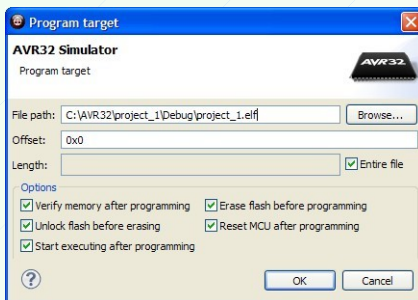 Program target
AVR32 Simulator
Program target
AVR32
File path: C:\AVR32\project_1\Debug\project_1.elf Browse...
Offset: 0x0
Length: Entire file
Options
Verify memory after programming Erase flash before programming
Unlock flash before erasing Reset MCU after programming
Start executing after programming
? OK Cancel